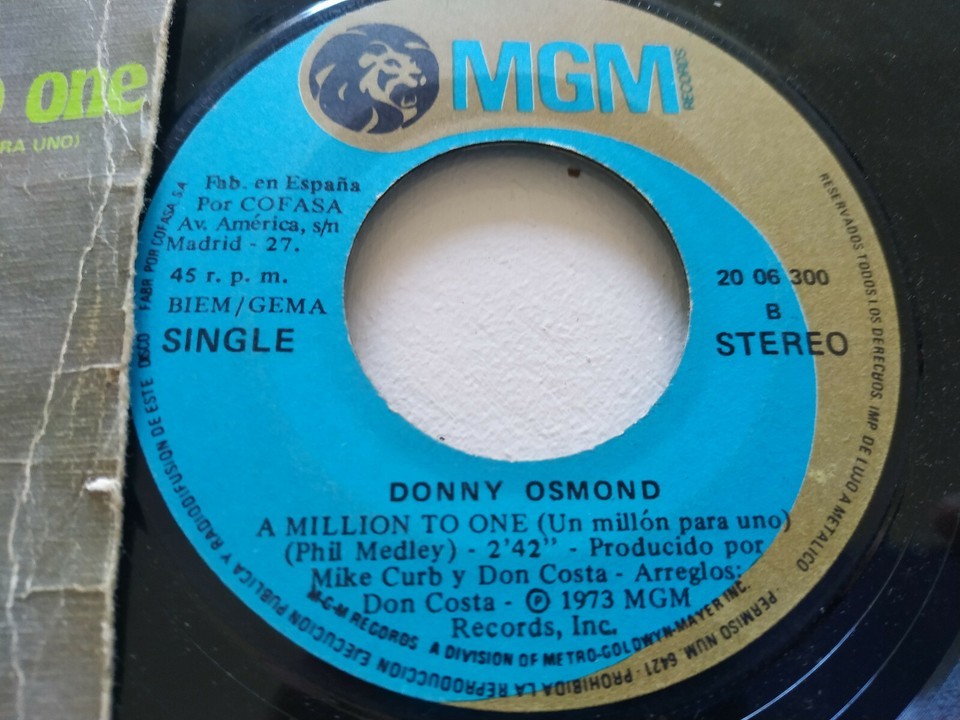 one
RA UNO)
MGM
RECORDS
Fab. en España
Por COFASA
Av. América, s/n
Madrid - 27.
45 r. p. m.
BIEM/GEMA
SINGLE
20 06 300
B
STEREO
DONNY OSMOND
A MILLION TO ONE (Un millón para uno)
(Phil Medley) - 2'42" - Producido por
Mike Curb y Don Costa - Arreglos:
Don Costa - Ⓟ 1973 MGM
Records, Inc.
M-G-M RECORDS A DIVISION OF METRO-GOLDWYN-MAYER INC.
RESERVADOS TODOS LOS DERECHOS. IMP DE LUJO A METALICO
PERMISO NUM 6421 · PROHIBIDA LA REPRODUCCION EJECUCION PUBLICA Y RADIODIFUSION DE ESTE DISCO FABR POR COFASA S.A